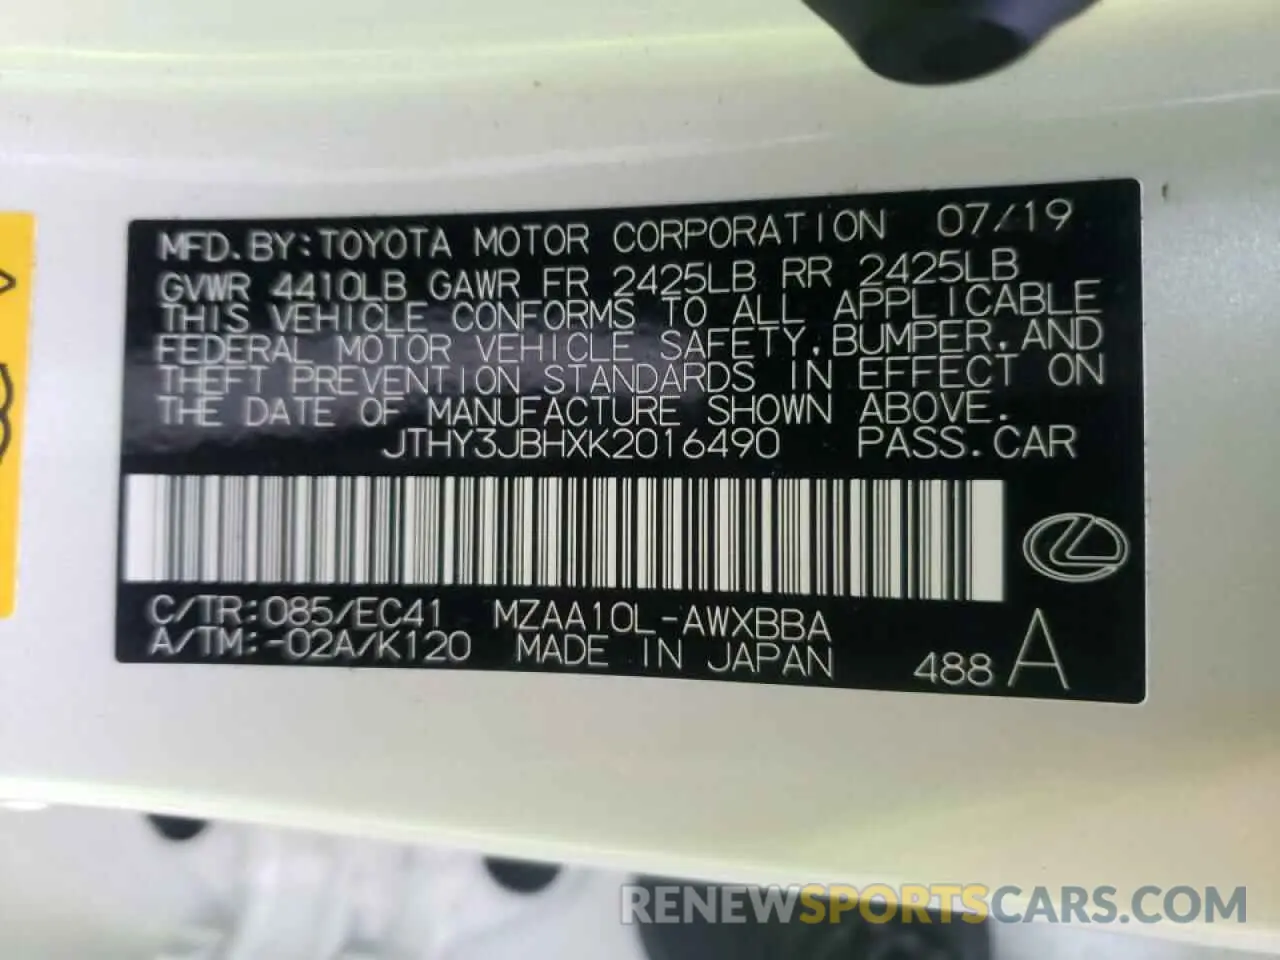 MFD.BY:TOYOTA MOTOR CORPORATION 07/19
GVWR 4410LB GAWR FR 2425LB RR 2425LB
THIS VEHICLE CONFORMS TO ALL APPLICABLE
FEDERAL MOTOR VEHICLE SAFETY,BUMPER,AND
THEFT PREVENTION STANDARDS IN EFFECT ON
THE DATE OF MANUFACTURE SHOWN ABOVE.
JTHY3JBHXK2016490 PASS.CAR
C/TR:085/EC41 MZAA10L-AWXBBA
A/TM:-02A/K120 MADE IN JAPAN 488 A
RENEWSPORTSCARS.COM